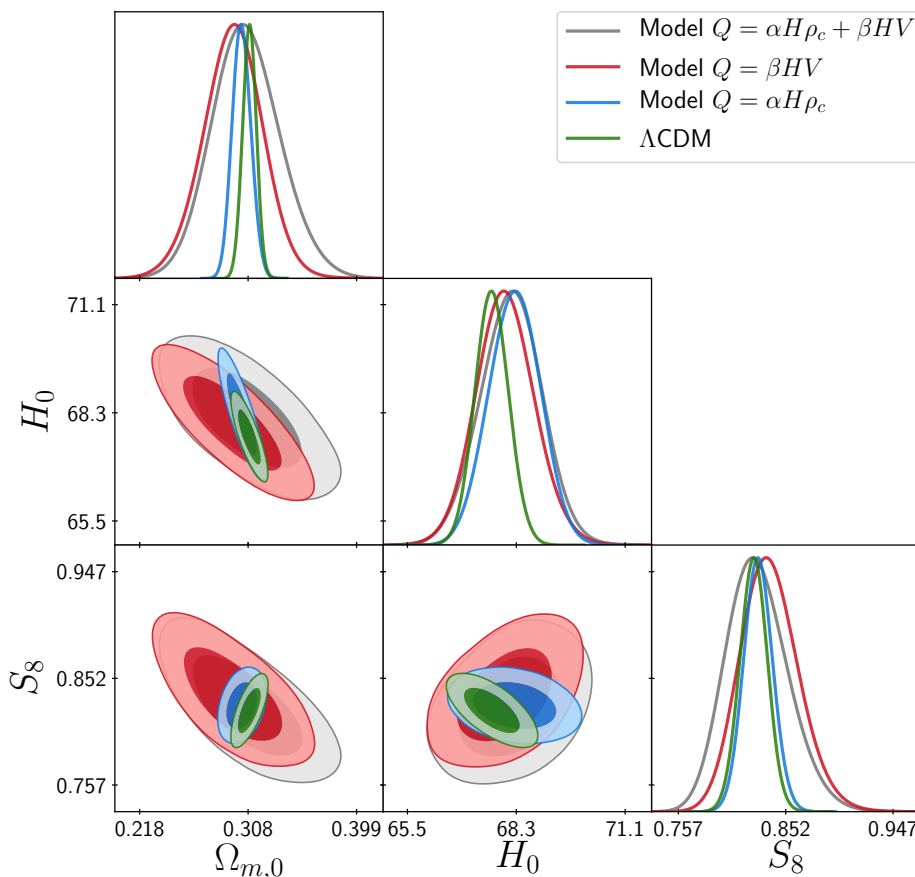 Model Q = αHρ_c + βHV
Model Q = βHV
Model Q = αHρ_c
ΛCDM
71.1
68.3
65.5
H_0
0.947
0.852
0.757
S_8
0.218 0.308 0.399 65.5 68.3 71.1 0.757 0.852 0.947
Ω_{m,0} H_0 S_8